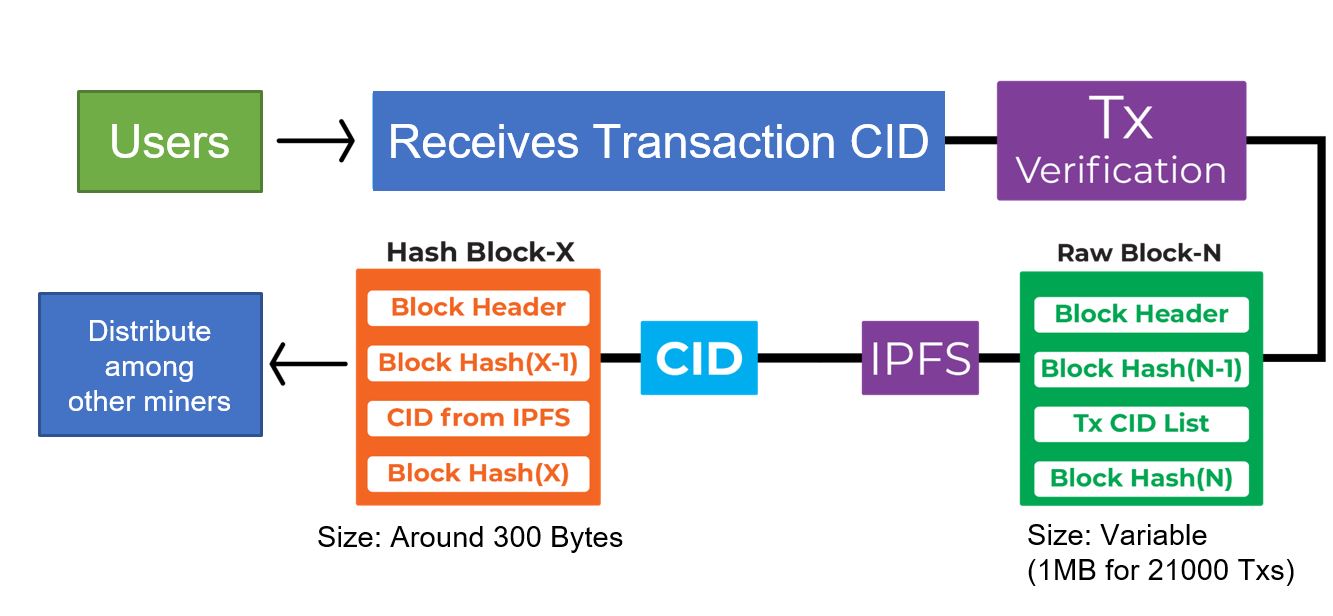 Users
Receives Transaction CID
Tx
Verification
Hash Block-X
Block Header
Block Hash(X-1)
CID from IPFS
Block Hash(X)
Size: Around 300 Bytes
Distribute
among
other miners
CID
IPFS
Raw Block-N
Block Header
Block Hash(N-1)
Tx CID List
Block Hash(N)
Size: Variable
(1MB for 21000 Txs)